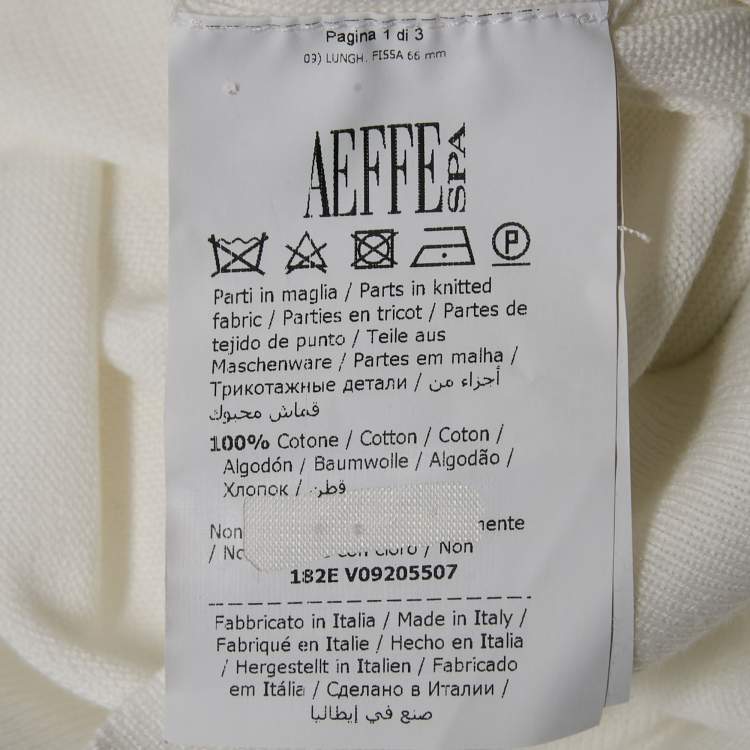 Pagina 1 di 3
09) LUNGH. FISSA 66 mm
AEFFE SPA
P
Parti in maglia / Parts in knitted
fabric / Parties en tricot / Partes de
tejido de punto / Teile aus
Maschenware / Partes em malha /
Трикотажные детали / أجزاء من
قماش محبوك
100% Cotone / Cotton / Coton /
Algodón / Baumwolle / Algodão /
Хлопок / قطن
Non
/ con cloro / Non
182E V09205507
Fabbricato in Italia / Made in Italy /
Fabriqué en Italie / Hecho en Italia
/ Hergestellt in Italien / Fabricado
em Itália / Сделано в Италии /
صنع في إيطاليا